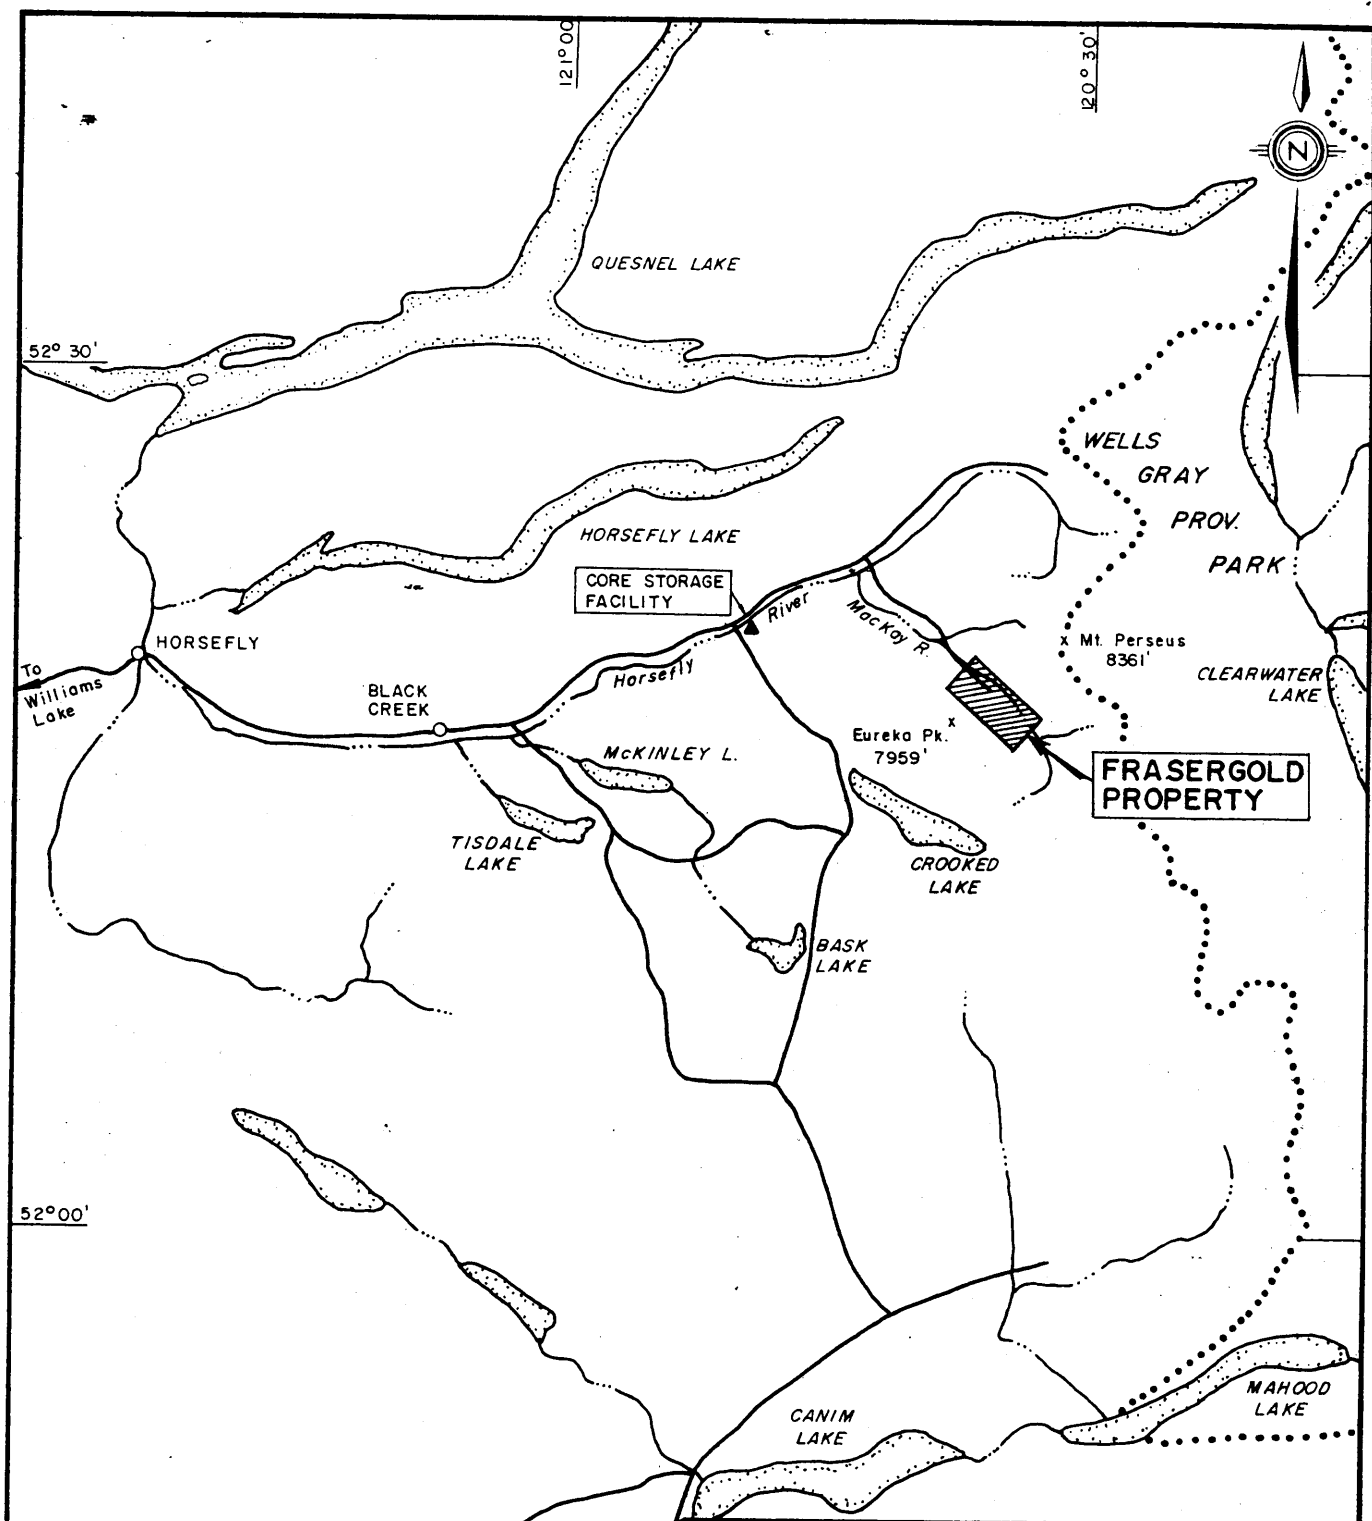 121°00'
120°30'
N
QUESNEL LAKE
52° 30'
WELLS
GRAY
PROV.
PARK
HORSEFLY LAKE
CORE STORAGE
FACILITY
River
MacKay R.
HORSEFLY
x Mt. Perseus
8361'
To
Williams
Lake
Horsefly
CLEARWATER
LAKE
BLACK
CREEK
x
Eureka Pk.
7959'
McKINLEY L.
FRASERGOLD
PROPERTY
TISDALE
LAKE
CROOKED
LAKE
BASK
LAKE
52°00'
MAHOOD
LAKE
CANIM
LAKE